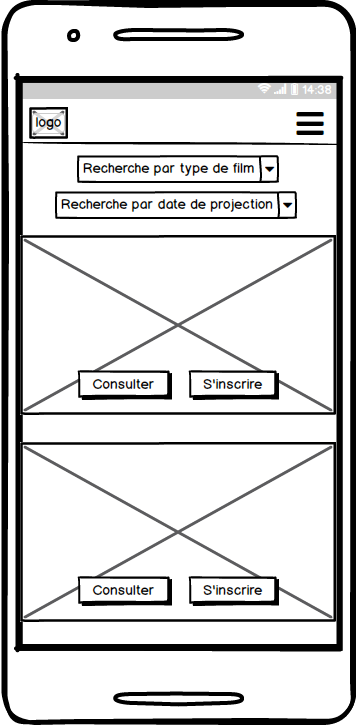 14:38
logo
Recherche par type de film
Recherche par date de projection
Consulter S'inscrire
Consulter S'inscrire